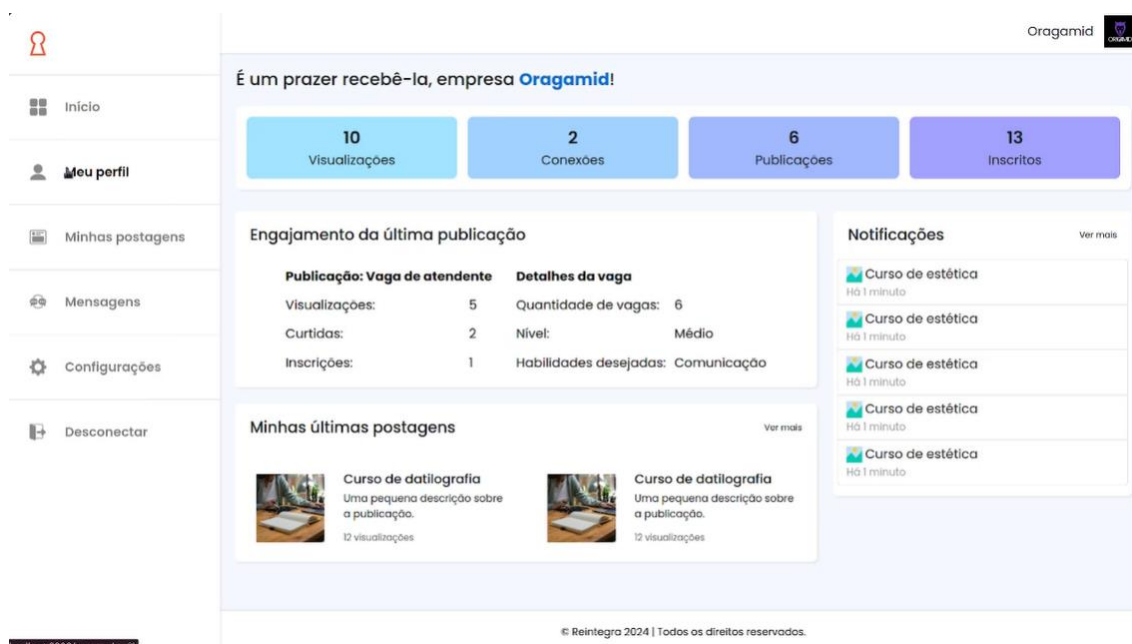 Oragamid
É um prazer recebê-la, empresa Oragamid!
Início
Meu perfil
Minhas postagens
Mensagens
Configurações
Desconectar
10
Visualizações
2
Conexões
6
Publicações
13
Inscritos
Engajamento da última publicação
Publicação: Vaga de atendente
Visualizações: 5
Curtidas: 2
Inscrições: 1
Detalhes da vaga
Quantidade de vagas: 6
Nível: Médio
Habilidades desejadas: Comunicação
Minhas últimas postagens
Ver mais
Curso de datilografia
Uma pequena descrição sobre
a publicação.
12 visualizações
Curso de datilografia
Uma pequena descrição sobre
a publicação.
12 visualizações
Notificações
Ver mais
Curso de estética
Há 1 minuto
Curso de estética
Há 1 minuto
Curso de estética
Há 1 minuto
Curso de estética
Há 1 minuto
Curso de estética
Há 1 minuto
© Reintegra 2024 | Todos os direitos reservados.